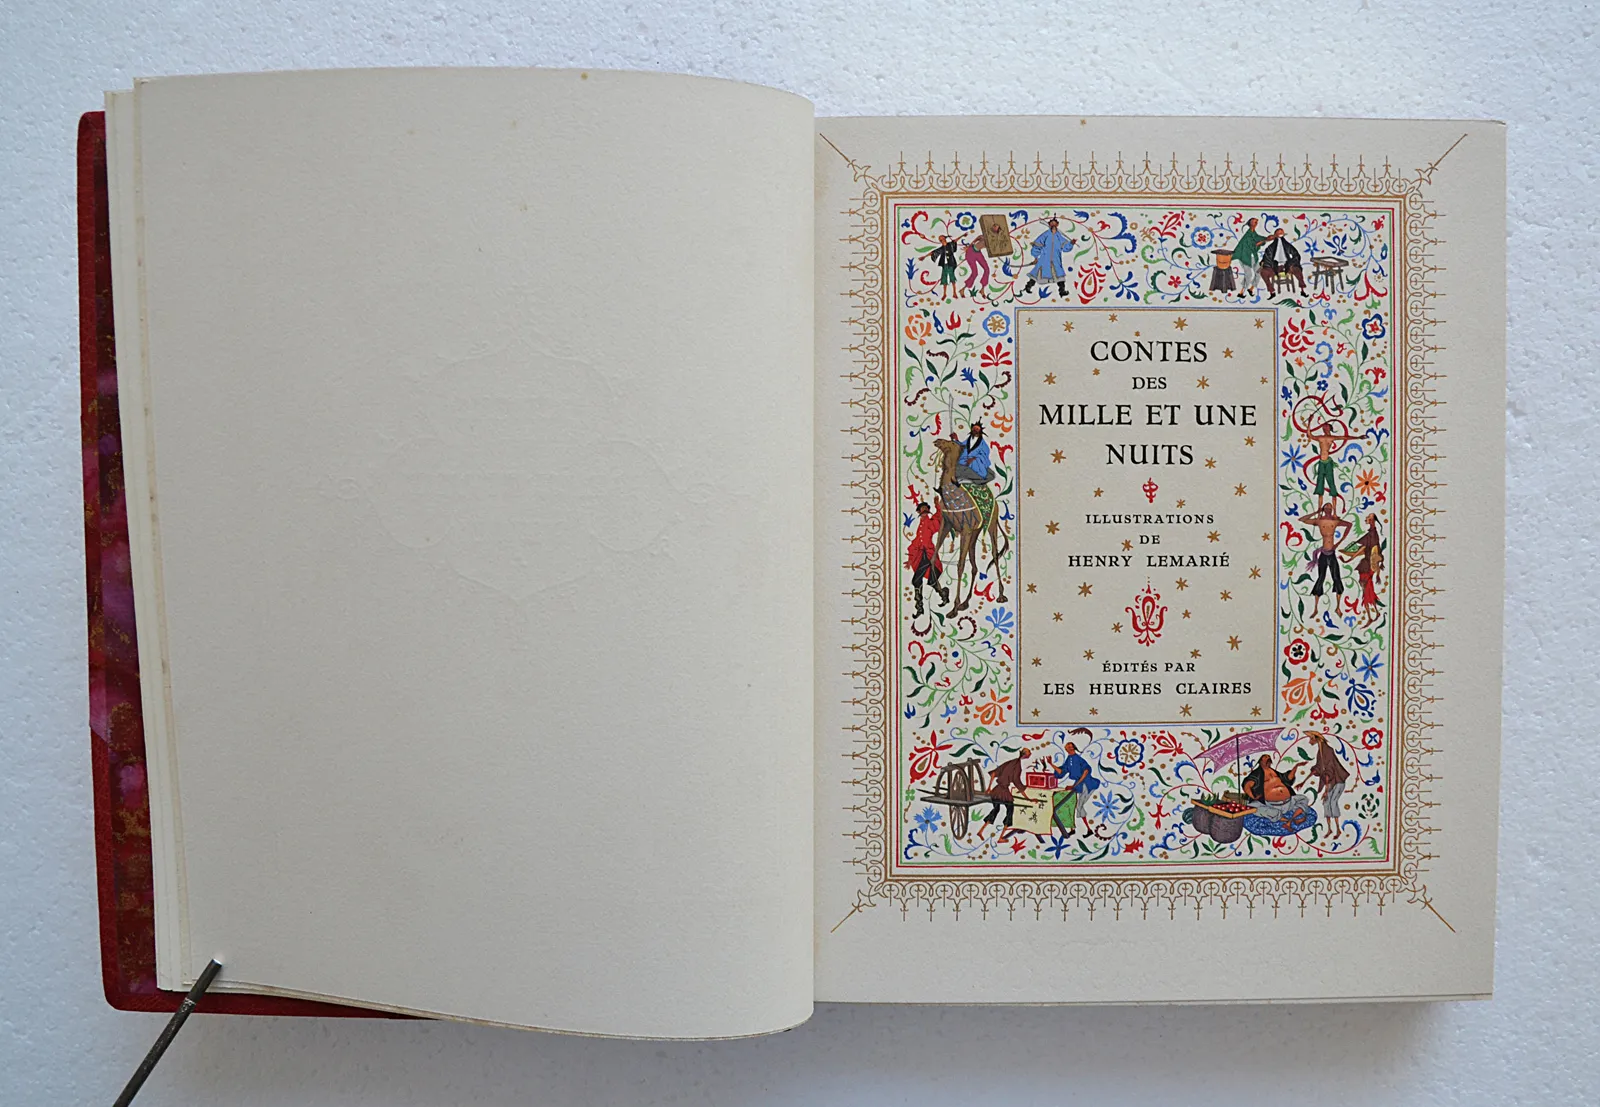 CONTES
DES
MILLE ET UNE
NUITS
ILLUSTRATIONS
DE
HENRY LEMARIÉ
ÉDITÉS PAR
LES HEURES CLAIRES